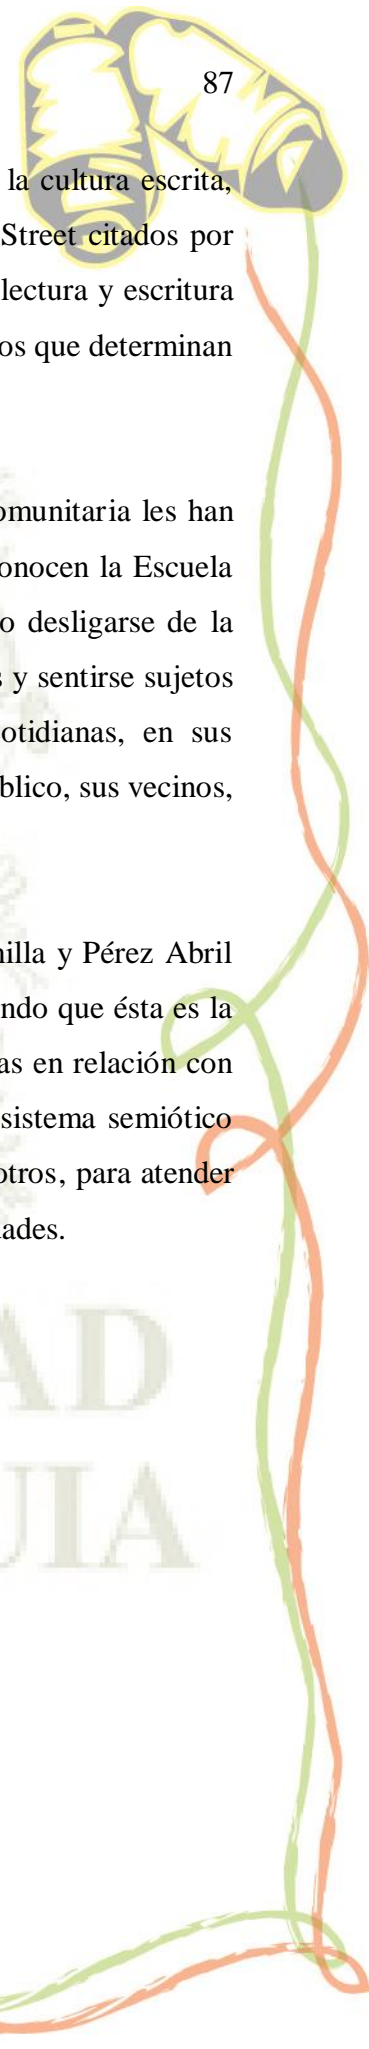 87
la cultura escrita,
Street citados por
lectura y escritura
os que determinan
omunitaria les han
onocen la Escuela
o desligarse de la
s y sentirse sujetos
otidianas, en sus
blico, sus vecinos,
nilla y Pérez Abril
ndo que ésta es la
as en relación con
sistema semiótico
otros, para atender
dades.
AD
UIA